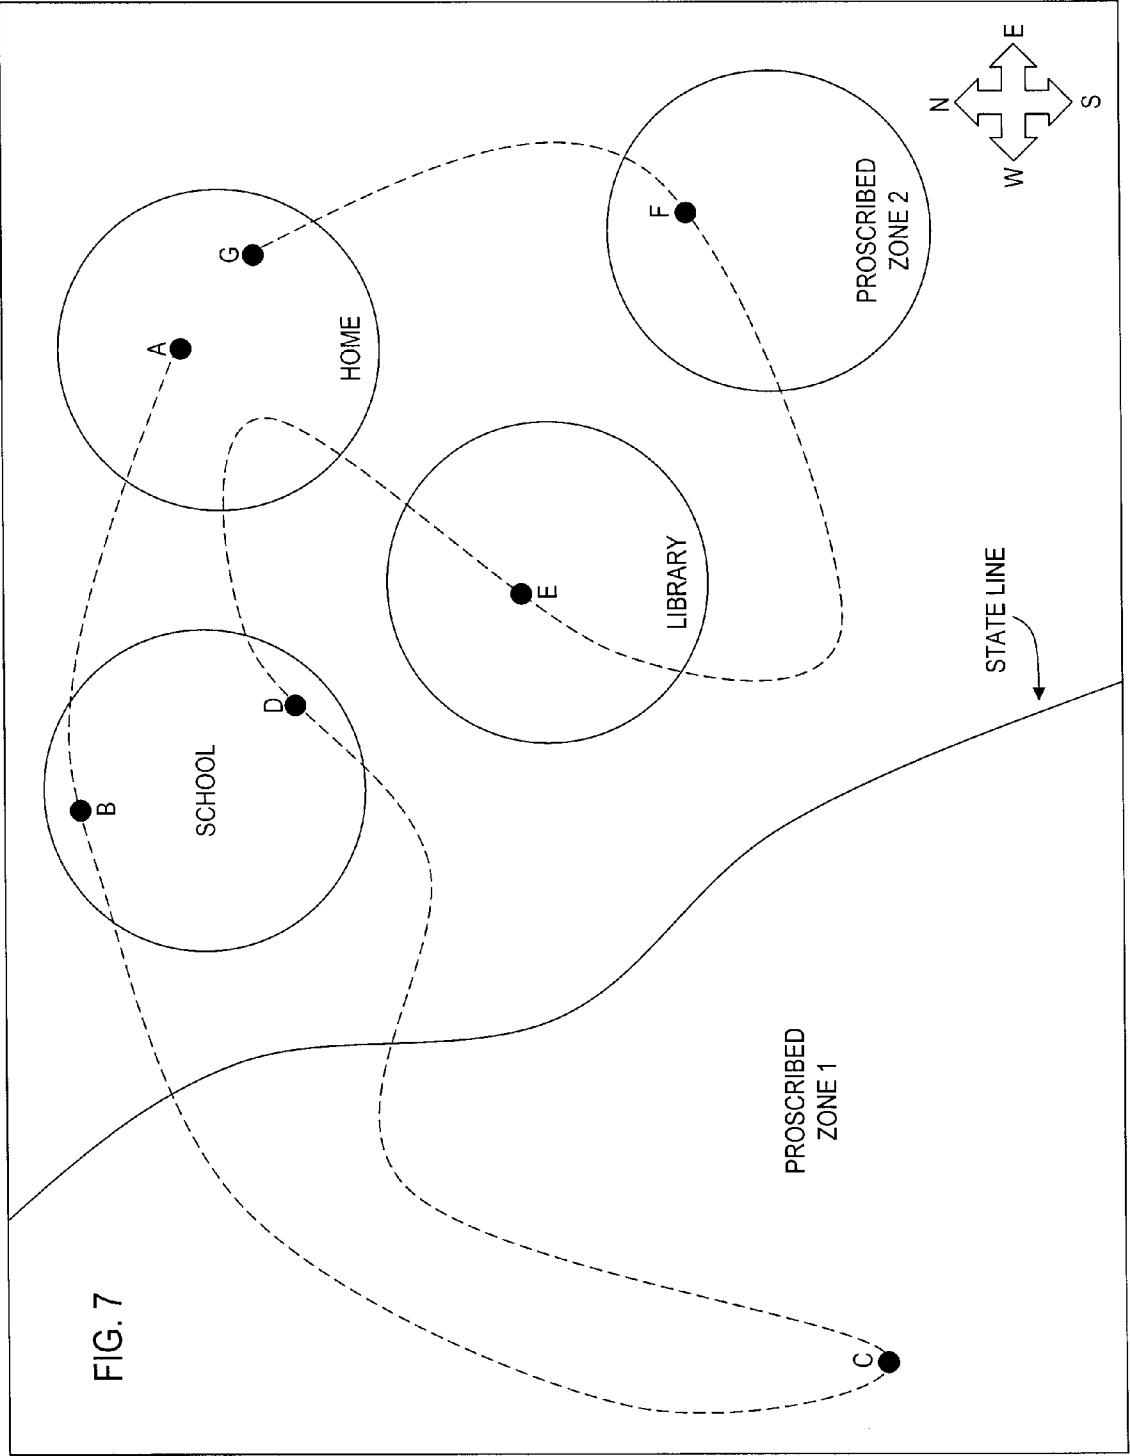 FIG. 7
SCHOOL
B
D
A
G
HOME
E
LIBRARY
F
PROSCRIBED
ZONE 2
C
PROSCRIBED
ZONE 1
STATE LINE
N
W
E
S